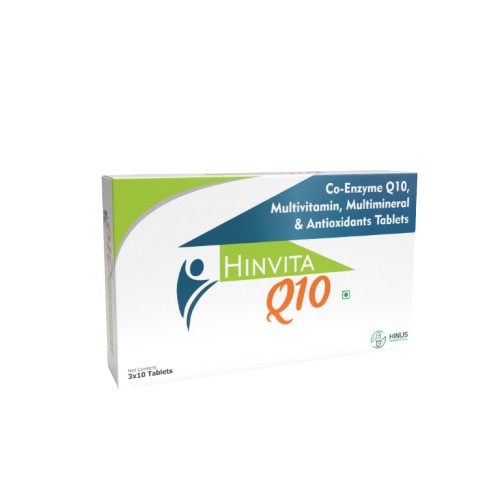 Co-Enzyme Q10,
Multivitamin, Multimineral
& Antioxidants Tablets
HINVITA
Q10
HINUS
Net Content
3x10 Tablets